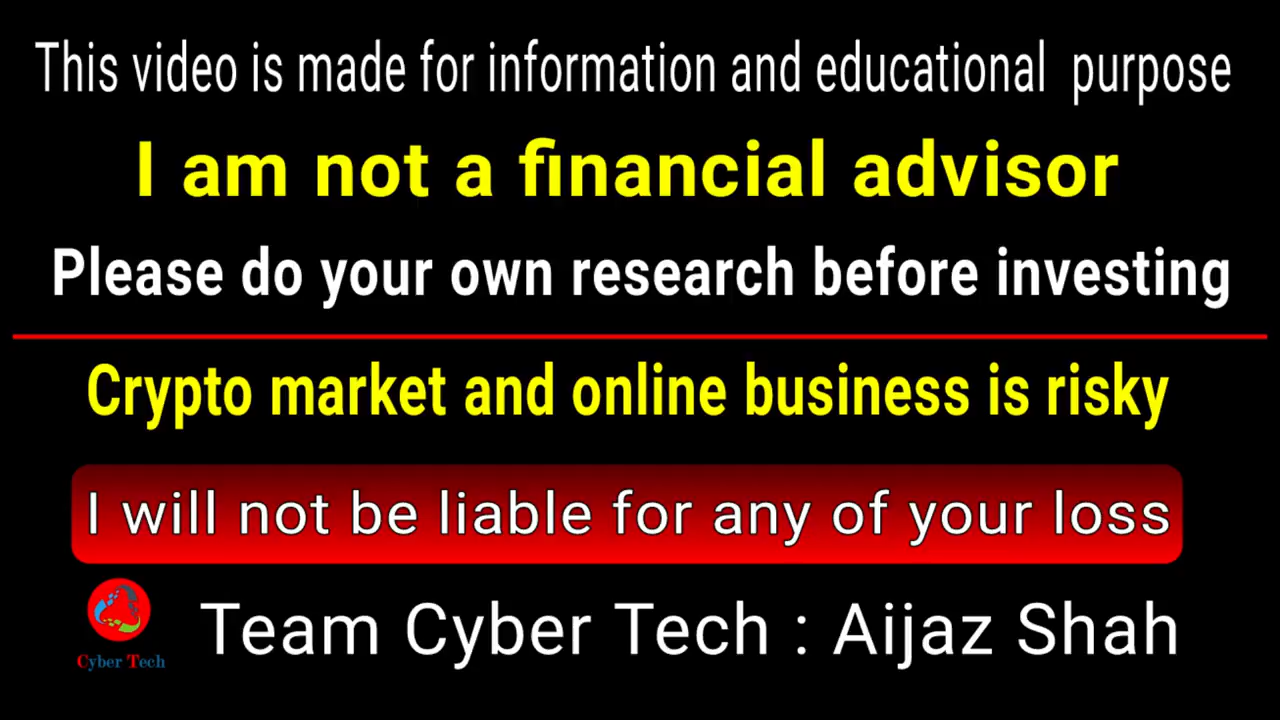 This video is made for information and educational purpose
I am not a financial advisor
Please do your own research before investing
Crypto market and online business is risky
I will not be liable for any of your loss
Cyber Tech
Team Cyber Tech : Aijaz Shah